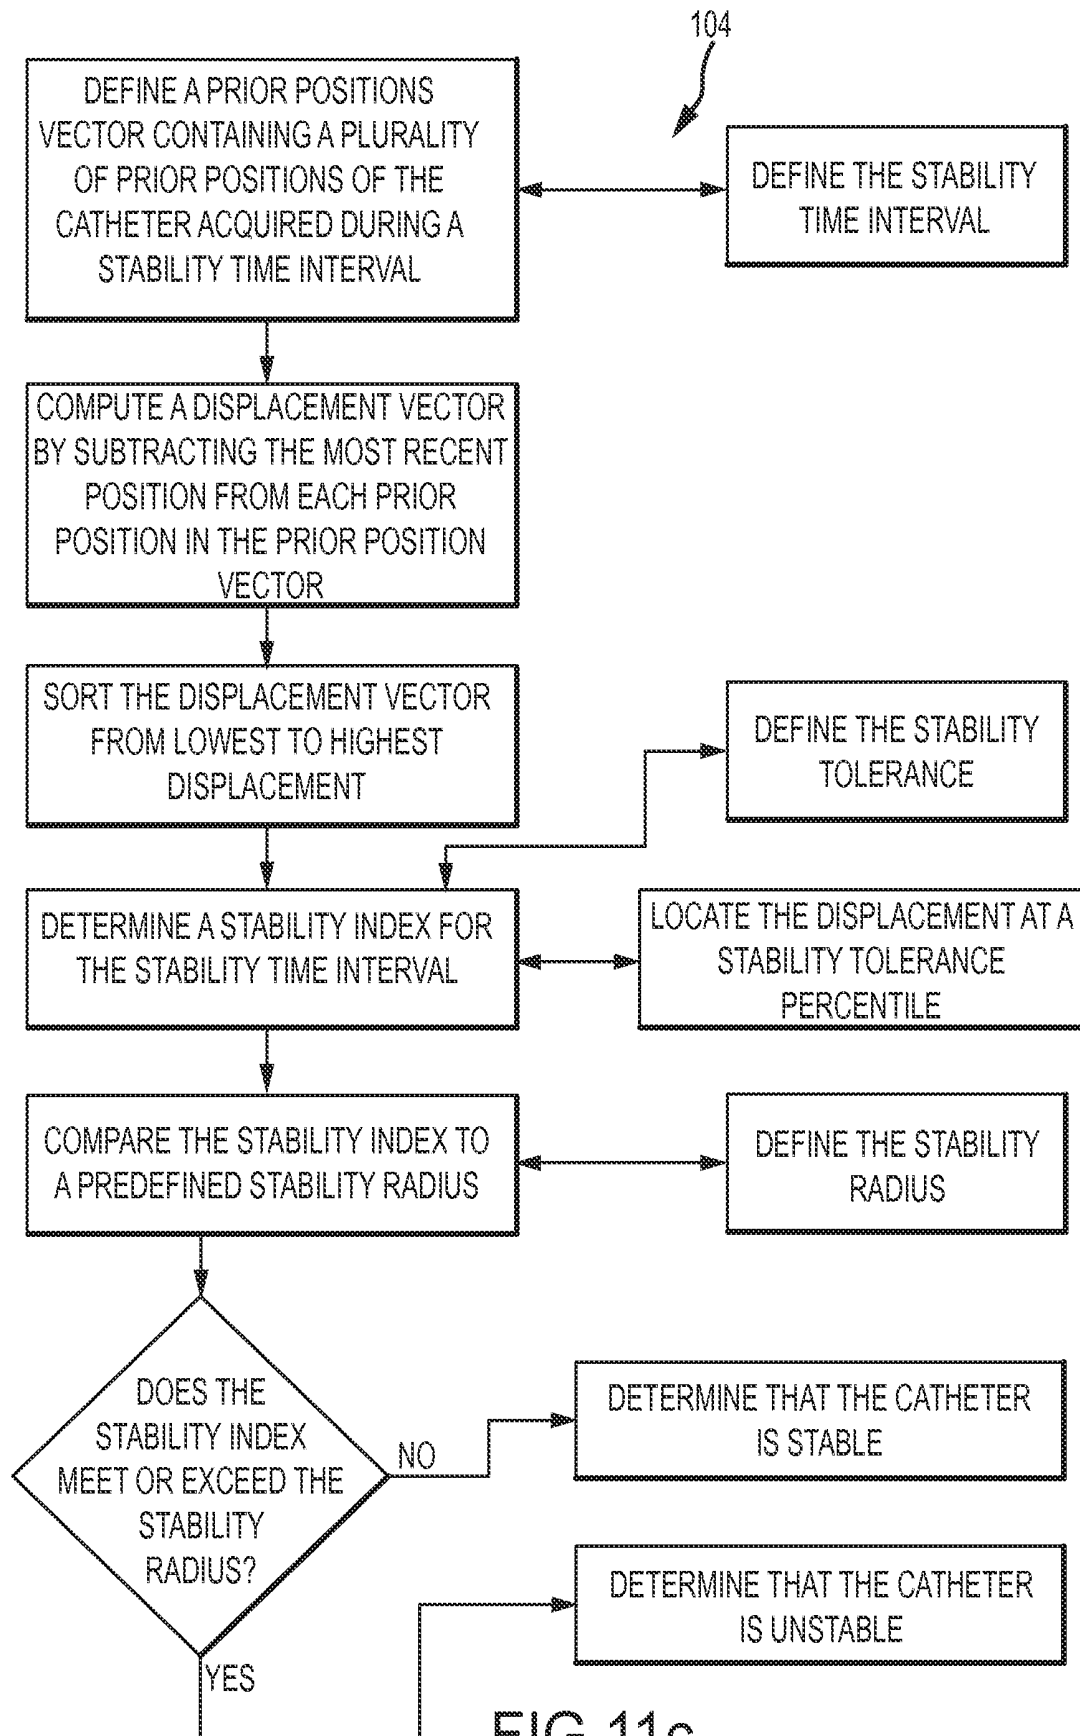 104
DEFINE A PRIOR POSITIONS
VECTOR CONTAINING A PLURALITY
OF PRIOR POSITIONS OF THE
CATHETER ACQUIRED DURING A
STABILITY TIME INTERVAL
DEFINE THE STABILITY
TIME INTERVAL
COMPUTE A DISPLACEMENT VECTOR
BY SUBTRACTING THE MOST RECENT
POSITION FROM EACH PRIOR
POSITION IN THE PRIOR POSITION
VECTOR
SORT THE DISPLACEMENT VECTOR
FROM LOWEST TO HIGHEST
DISPLACEMENT
DEFINE THE STABILITY
TOLERANCE
DETERMINE A STABILITY INDEX FOR
THE STABILITY TIME INTERVAL
LOCATE THE DISPLACEMENT AT A
STABILITY TOLERANCE
PERCENTILE
COMPARE THE STABILITY INDEX TO
A PREDEFINED STABILITY RADIUS
DEFINE THE STABILITY
RADIUS
DOES THE
STABILITY INDEX
MEET OR EXCEED THE
STABILITY
RADIUS?
NO
DETERMINE THAT THE CATHETER
IS STABLE
DETERMINE THAT THE CATHETER
IS UNSTABLE
YES
FIG.11c